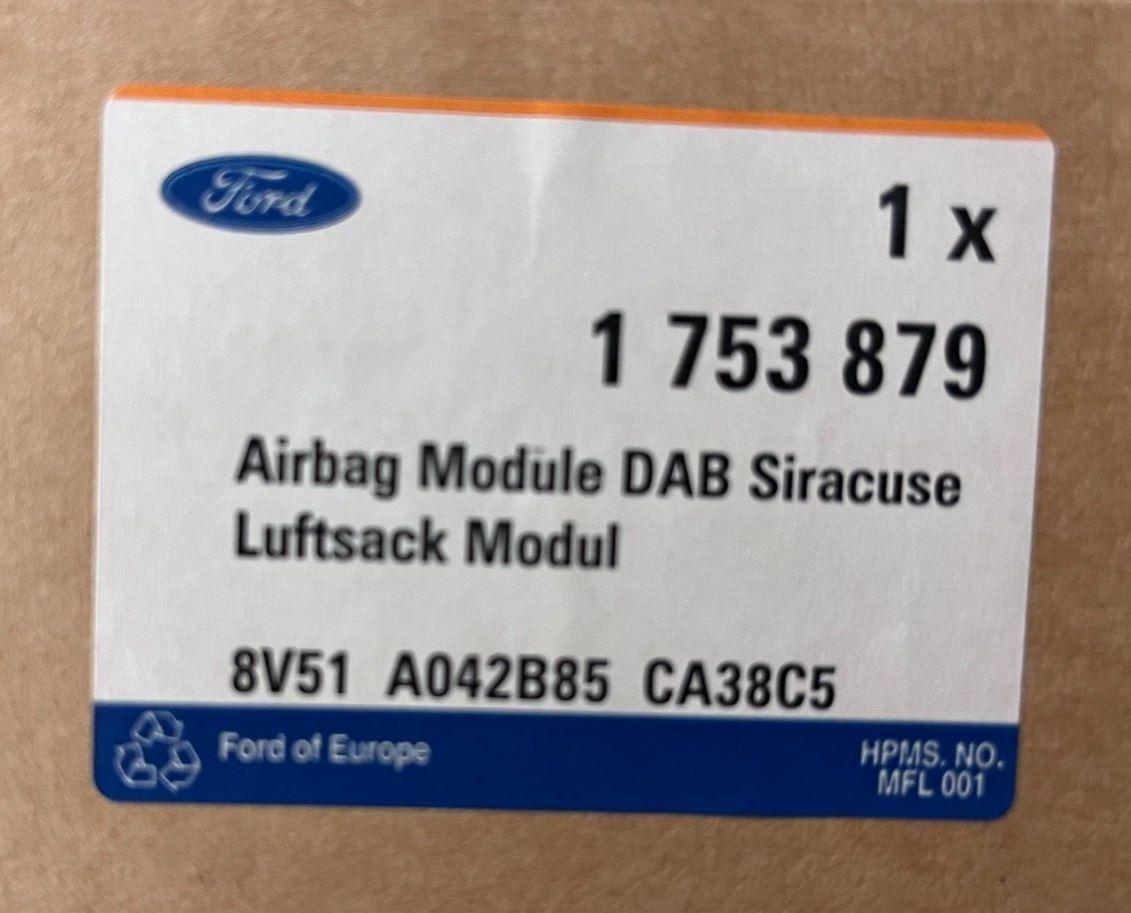 Ford
1 x
1 753 879
Airbag Module DAB Siracuse
Luftsack Modul
8V51 A042B85 CA38C5
Ford of Europe
HPMS. NO.
MFL 001